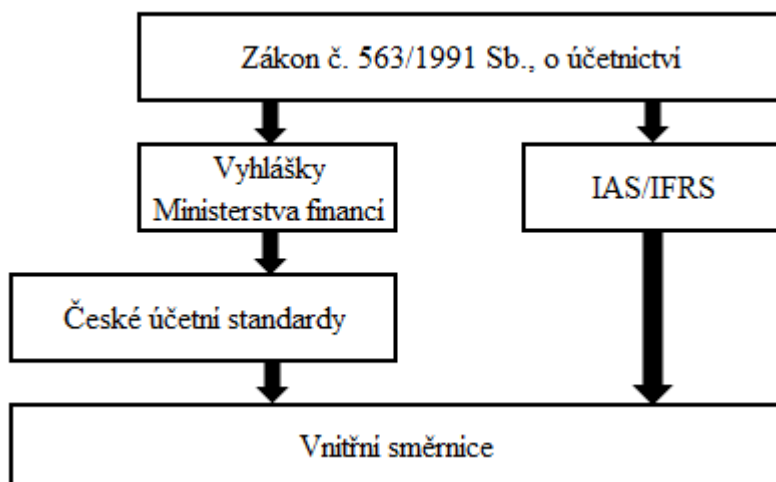 Zákon č. 563/1991 Sb., o účetnictví
Vyhlášky
Ministerstva financí
IAS/IFRS
České účetní standardy
Vnitřní směrnice